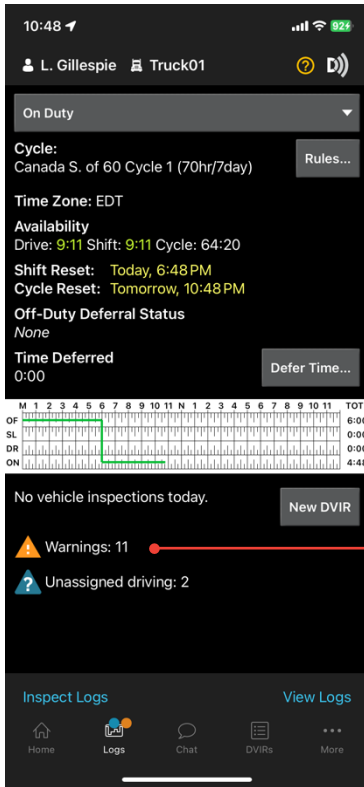 10:48
92
L. Gillespie Truck01
?
D
On Duty
Cycle:
Canada S. of 60 Cycle 1 (70hr/7day)
Rules...
Time Zone: EDT
Availability
Drive: 9:11 Shift: 9:11 Cycle: 64:20
Shift Reset: Today, 6:48 PM
Cycle Reset: Tomorrow, 10:48 PM
Off-Duty Deferral Status
None
Time Deferred
0:00
Defer Time...
M 1 2 3 4 5 6 7 8 9 10 11 N 1 2 3 4 5 6 7 8 9 10 11 TOT
OF 6:00
SL 0:00
DR 0:00
ON 4:48
No vehicle inspections today.
New DVIR
! Warnings: 11
? Unassigned driving: 2
Inspect Logs View Logs
Home Logs Chat DVIRs More